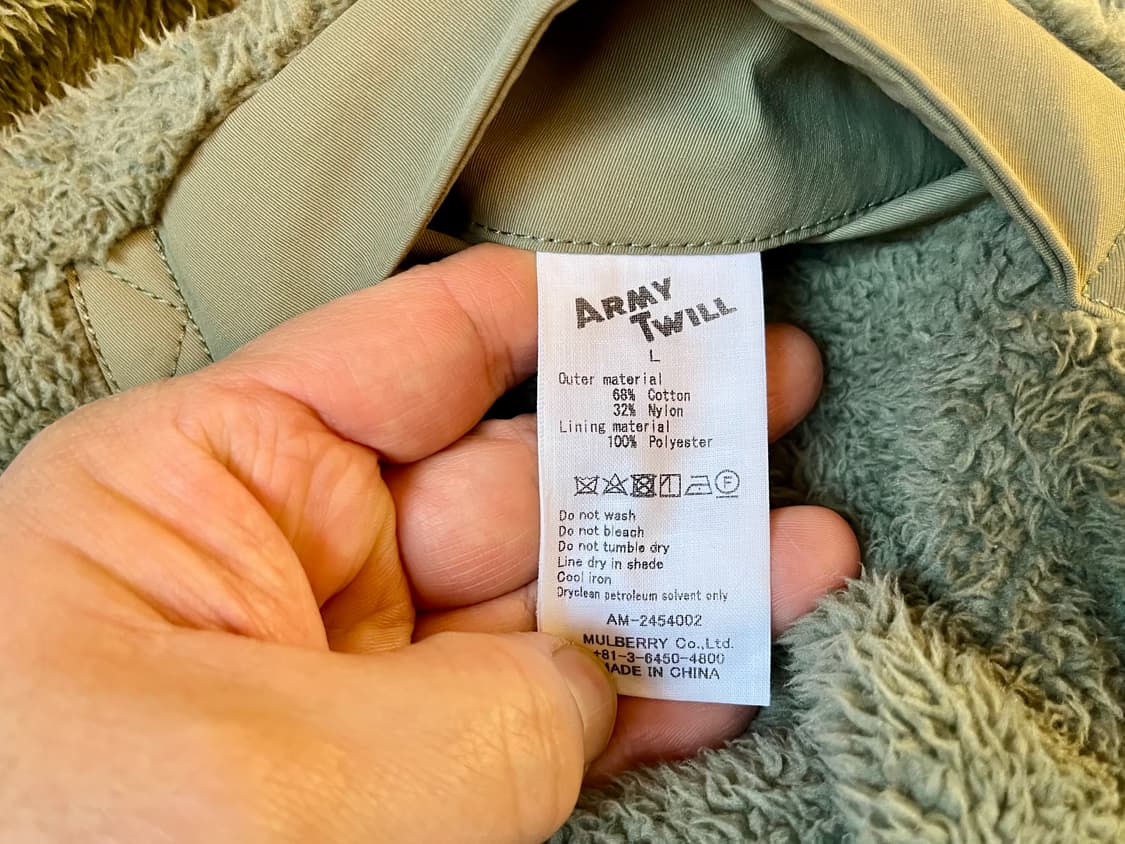 ARMY
TWILL
L
Outer material
68% Cotton
32% Nylon
Lining material
100% Polyester
F
Do not wash
Do not bleach
Do not tumble dry
Line dry in shade
Cool iron
Dryclean petroleum solvent only
AM-2454002
MULBERRY Co.,Ltd.
+81-3-6450-4800
MADE IN CHINA